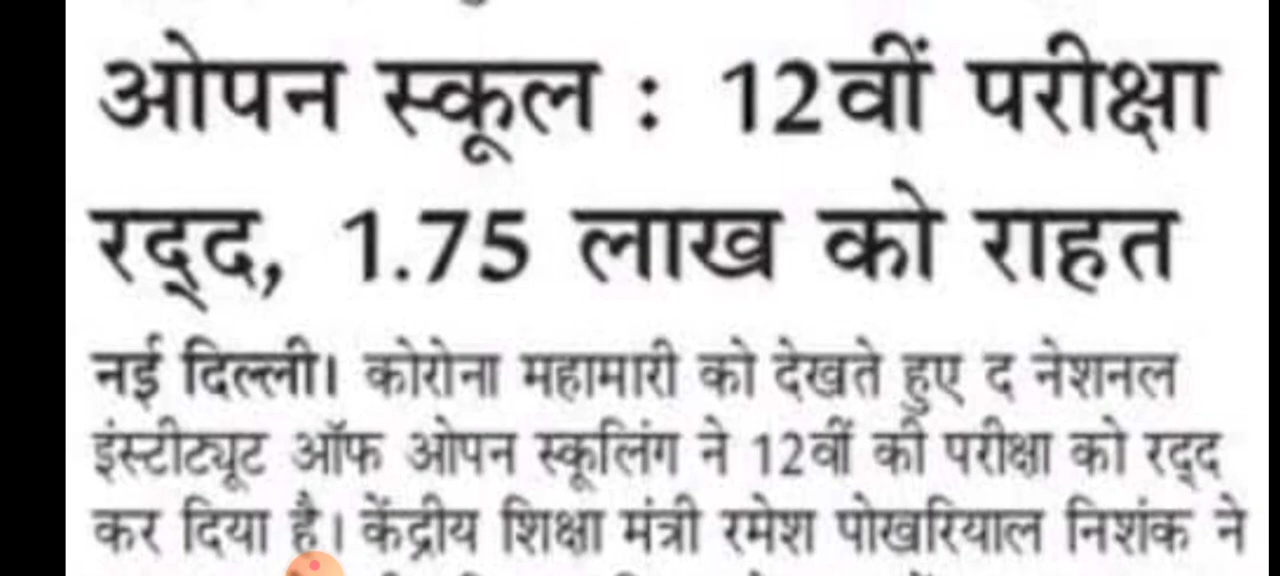 ओपन स्कूल : 12वीं परीक्षा
रद्द, 1.75 लाख को राहत
नई दिल्ली। कोरोना महामारी को देखते हुए द नेशनल
इंस्टीट्यूट ऑफ ओपन स्कूलिंग ने 12वीं की परीक्षा को रद्द
कर दिया है। केंद्रीय शिक्षा मंत्री रमेश पोखरियाल निशंक ने